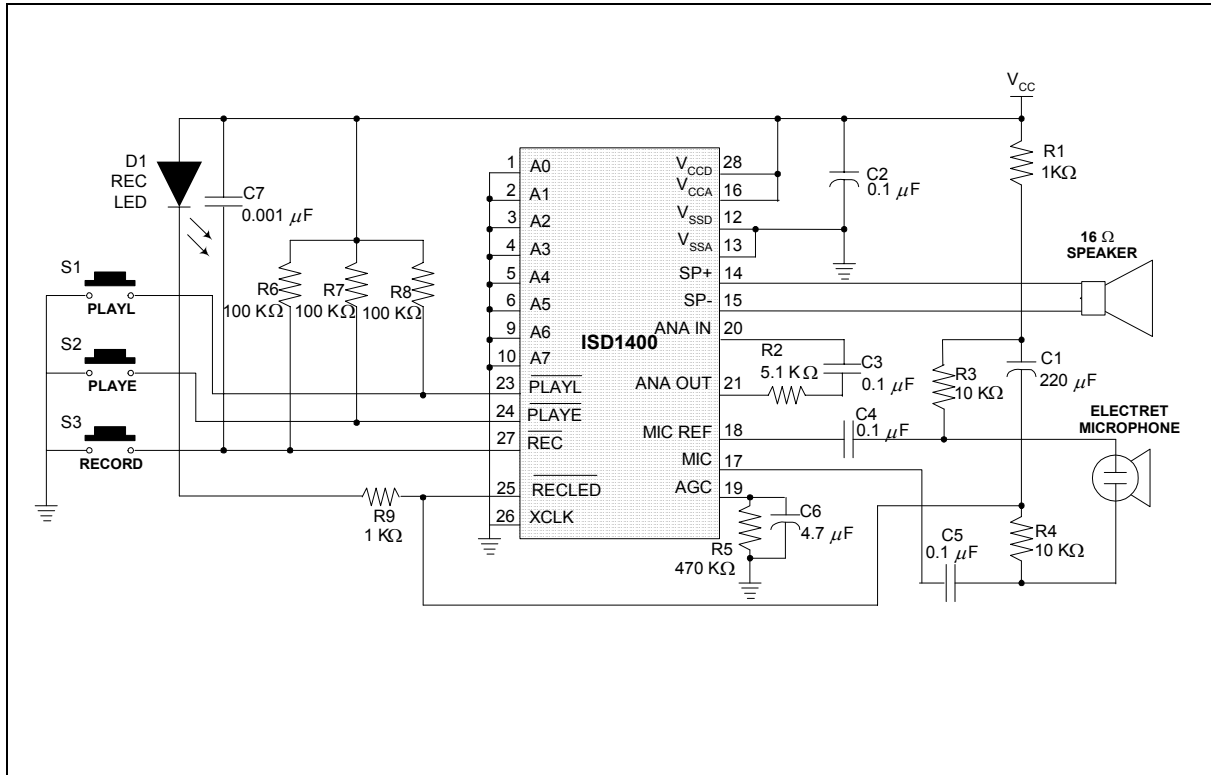 V_CC
D1
REC
LED
C7
0.001 μF
R6
100 KΩ
R7
100 KΩ
R8
100 KΩ
S1
PLAYL
S2
PLAYE
S3
RECORD
R9
1 KΩ
ISD1400
1 A0
2 A1
3 A2
4 A3
5 A4
6 A5
9 A6
10 A7
23 PLAYL
24 PLAYE
27 REC
25 RECLED
26 XCLK
V_CCD 28
V_CCA 16
V_SSD 12
V_SSA 13
SP+ 14
SP- 15
ANA IN 20
ANA OUT 21
MIC REF 18
MIC 17
AGC 19
C2
0.1 μF
R1
1KΩ
16 Ω
SPEAKER
R2
5.1 KΩ
C3
0.1 μF
R3
10 KΩ
C1
220 μF
C4
0.1 μF
ELECTRET
MICROPHONE
C6
4.7 μF
R5
470 KΩ
C5
0.1 μF
R4
10 KΩ